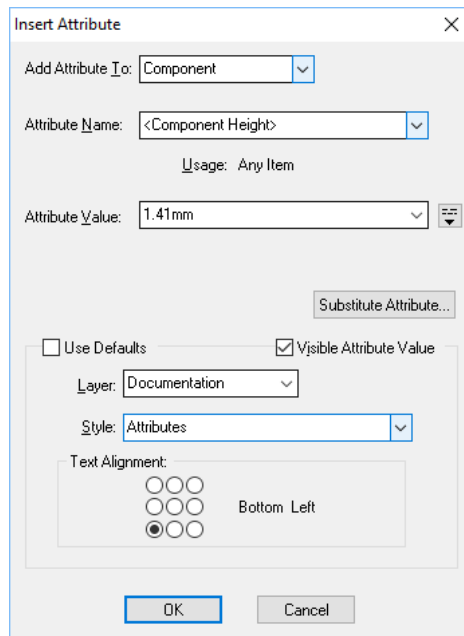 Insert Attribute
Add Attribute To: Component
Attribute Name: <Component Height>
Usage: Any Item
Attribute Value: 1.41mm
Substitute Attribute...
Use Defaults Visible Attribute Value
Layer: Documentation
Style: Attributes
Text Alignment:
Bottom Left
OK Cancel